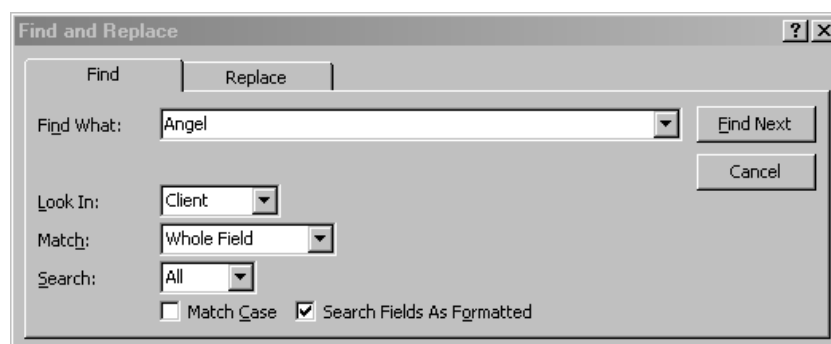 Find and Replace
Find Replace
Find What: Angel Find Next
Cancel
Look In: Client
Match: Whole Field
Search: All
Match Case Search Fields As Formatted